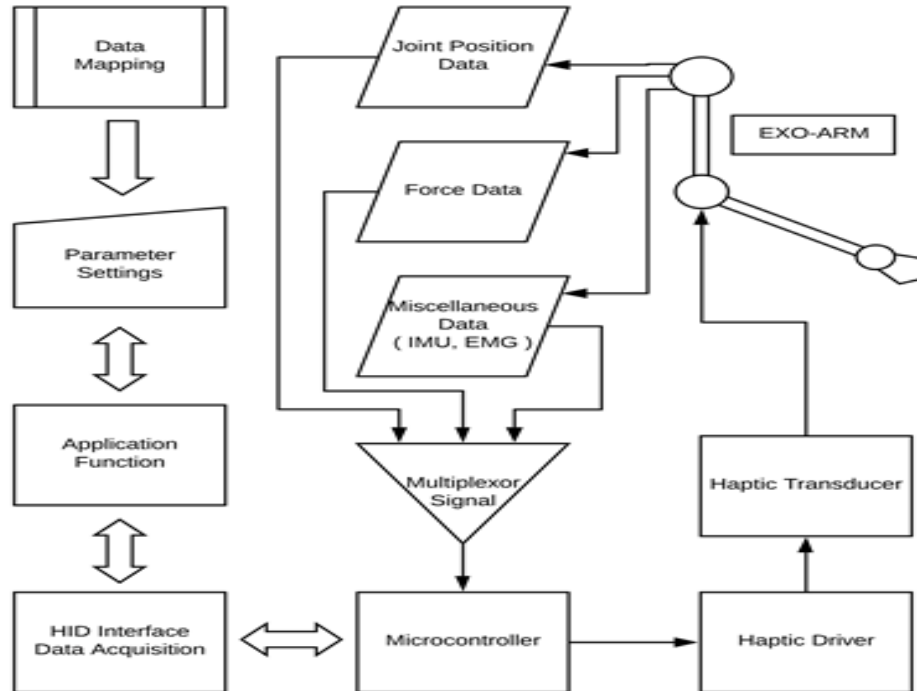 Data
Mapping
Joint Position
Data
EXO-ARM
Force Data
Parameter
Settings
Miscellaneous
Data
( IMU, EMG )
Application
Function
Multiplexor
Signal
Haptic Transducer
HID Interface
Data Acquisition
Microcontroller
Haptic Driver